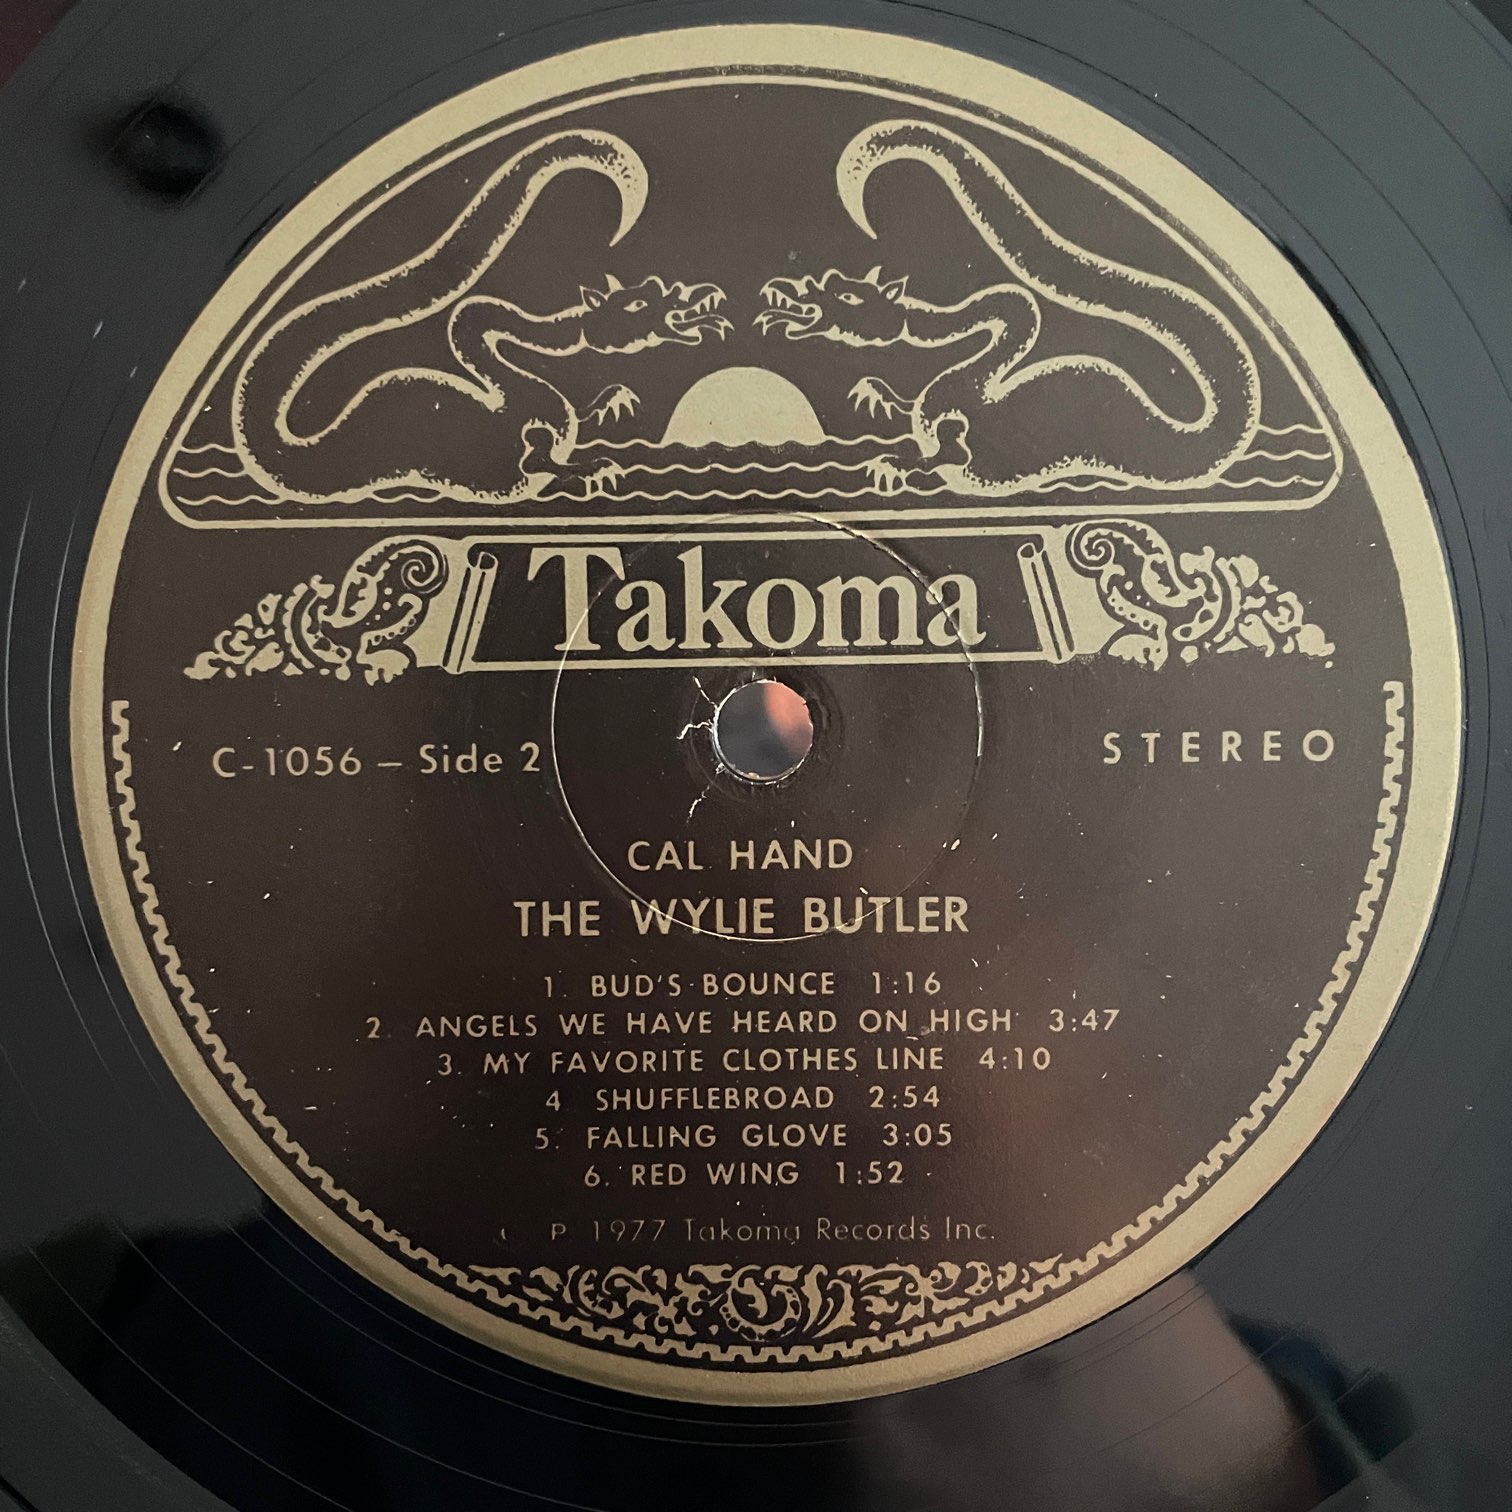 Takoma
C-1056 – Side 2
STEREO
CAL HAND
THE WYLIE BUTLER
1. BUD'S BOUNCE 1:16
2. ANGELS WE HAVE HEARD ON HIGH 3:47
3. MY FAVORITE CLOTHES LINE 4:10
4 SHUFFLEBROAD 2:54
5. FALLING GLOVE 3:05
6. RED WING 1:52
P 1977 Takoma Records Inc.